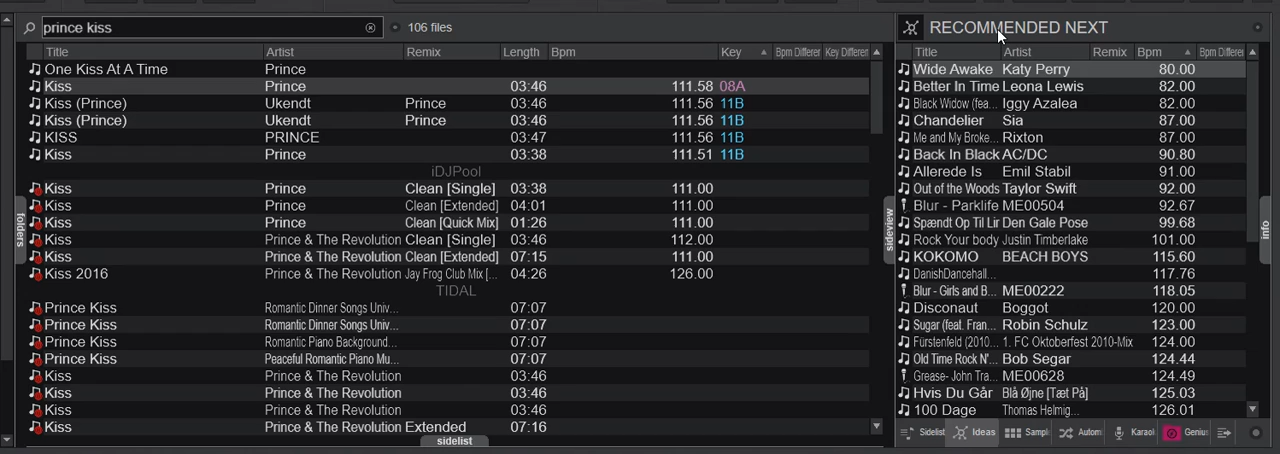 prince kiss 106 files
Title Artist Remix Length Bpm Key Bpm Differen Key Differen
One Kiss At A Time Prince
Kiss Prince 03:46 111.58 08A
Kiss (Prince) Ukendt Prince 03:46 111.56 11B
Kiss (Prince) Ukendt Prince 03:46 111.56 11B
KISS PRINCE 03:47 111.56 11B
Kiss Prince 03:38 111.51 11B
iDJPool
Kiss Prince Clean [Single] 03:38 111.00
Kiss Prince Clean [Extended] 04:01 111.00
Kiss Prince Clean [Quick Mix] 01:26 111.00
Kiss Prince & The Revolution Clean [Single] 03:46 112.00
Kiss Prince & The Revolution Clean [Extended] 07:15 111.00
Kiss 2016 Prince & The Revolution Jay Frog Club Mix [... 04:26 126.00
TIDAL
Prince Kiss Romantic Dinner Songs Univ... 07:07
Prince Kiss Romantic Dinner Songs Univ... 07:07
Prince Kiss Romantic Piano Background... 07:07
Prince Kiss Peaceful Romantic Piano Mu... 07:07
Kiss Prince & The Revolution 03:46
Kiss Prince & The Revolution 03:46
Kiss Prince & The Revolution 03:46
Kiss Prince & The Revolution Extended 07:16
folders
sidelist
sideview
info
RECOMMENDED NEXT
Title Artist Remix Bpm Bpm Differen
Wide Awake Katy Perry 80.00
Better In Time Leona Lewis 82.00
Black Widow (fea... Iggy Azalea 82.00
Chandelier Sia 87.00
Me and My Broke... Rixton 87.00
Back In Black AC/DC 90.80
Allerede Is Emil Stabil 91.00
Out of the Woods Taylor Swift 92.00
Blur - Parklife ME00504 92.67
Spændt Op Til Lir Den Gale Pose 99.68
Rock Your body Justin Timberlake 101.00
KOKOMO BEACH BOYS 115.60
DanishDancehall... 117.76
Blur - Girls and B... ME00222 118.05
Disconaut Boggot 120.00
Sugar (feat. Fran... Robin Schulz 123.00
Fürstenfeld (2010... 1. FC Oktoberfest 2010-Mix 124.00
Old Time Rock N'... Bob Segar 124.44
Grease- John Tra... ME00628 124.49
Hvis Du Går Blå Øjne [Tæt På] 125.03
100 Dage Thomas Helmig... 126.01
Sidelist Ideas Sampl Autom Karaol Geniu